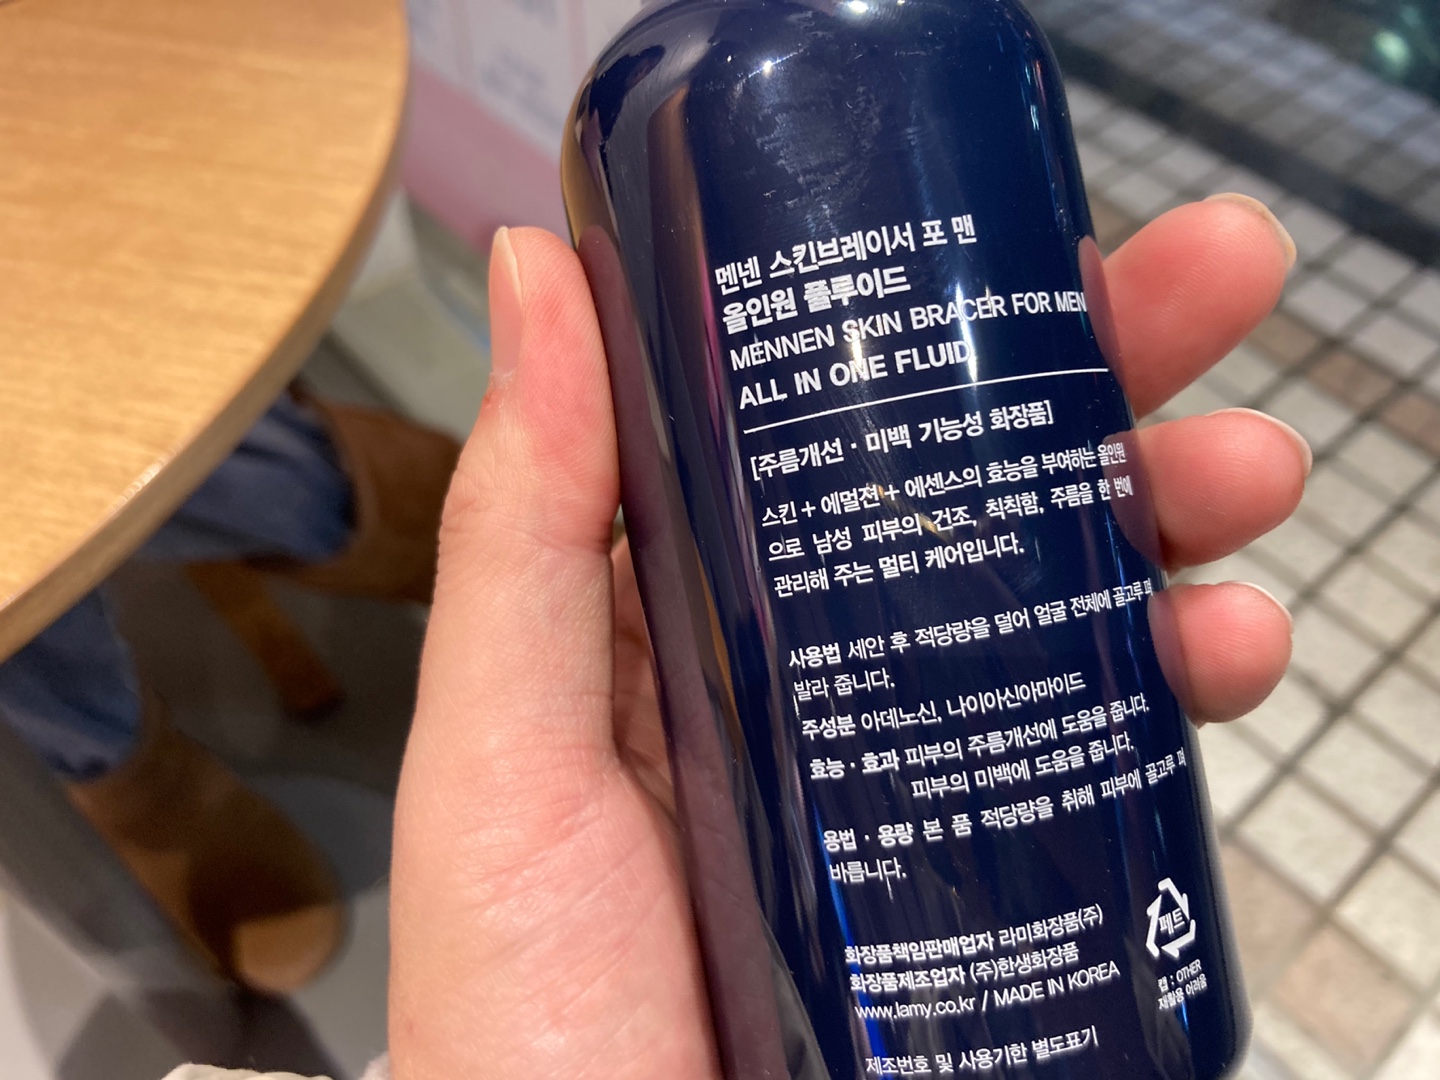 멘넨 스킨브레이서 포 맨
올인원 플루이드
MENNEN SKIN BRACER FOR MEN
ALL IN ONE FLUID
[주름개선 · 미백 기능성 화장품]
스킨 + 에멀젼 + 에센스의 효능을 부여하는 올인원
으로 남성 피부의 건조, 칙칙함, 주름을 한 번에
관리해 주는 멀티 케어입니다.
사용법 세안 후 적당량을 덜어 얼굴 전체에 골고루 펴
발라 줍니다.
주성분 아데노신, 나이아신아마이드
효능 · 효과 피부의 주름개선에 도움을 줍니다.
피부의 미백에 도움을 줍니다.
용법 · 용량 본 품 적당량을 취해 피부에 골고루 펴
바릅니다.
화장품책임판매업자 라미화장품(주)
화장품제조업자 (주)한생화장품
www.lamy.co.kr / MADE IN KOREA
제조번호 및 사용기한 별도표기
페트
캡 : OTHER
재활용 어려움